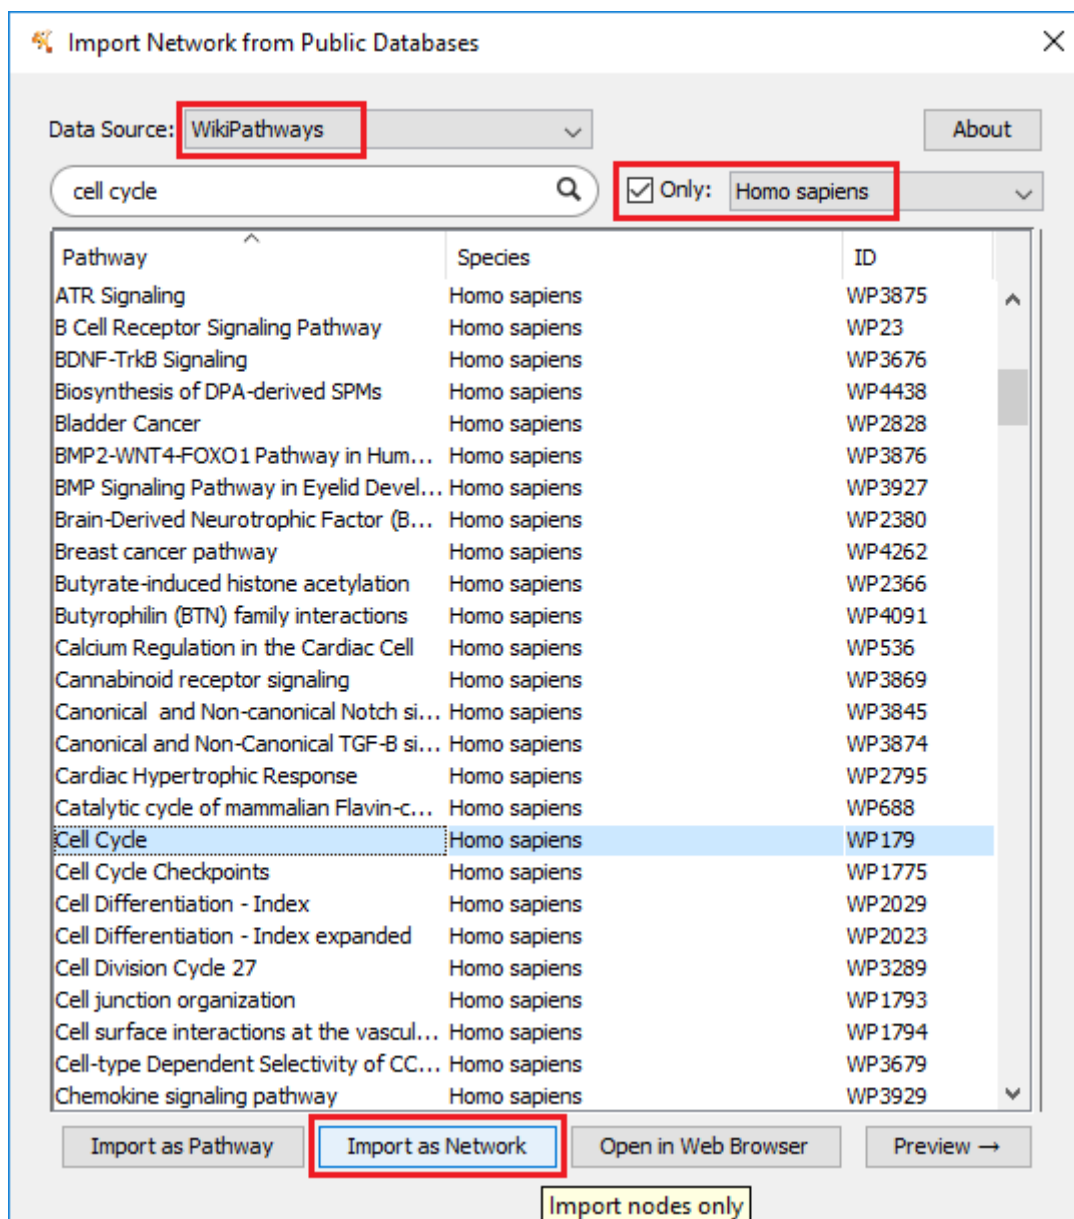 Import Network from Public Databases
Data Source: WikiPathways About
cell cycle Only: Homo sapiens
Pathway Species ID
ATR Signaling Homo sapiens WP3875
B Cell Receptor Signaling Pathway Homo sapiens WP23
BDNF-TrkB Signaling Homo sapiens WP3676
Biosynthesis of DPA-derived SPMs Homo sapiens WP4438
Bladder Cancer Homo sapiens WP2828
BMP2-WNT4-FOXO1 Pathway in Hum... Homo sapiens WP3876
BMP Signaling Pathway in Eyelid Devel... Homo sapiens WP3927
Brain-Derived Neurotrophic Factor (B... Homo sapiens WP2380
Breast cancer pathway Homo sapiens WP4262
Butyrate-induced histone acetylation Homo sapiens WP2366
Butyrophilin (BTN) family interactions Homo sapiens WP4091
Calcium Regulation in the Cardiac Cell Homo sapiens WP536
Cannabinoid receptor signaling Homo sapiens WP3869
Canonical  and Non-canonical Notch si... Homo sapiens WP3845
Canonical and Non-Canonical TGF-B si... Homo sapiens WP3874
Cardiac Hypertrophic Response Homo sapiens WP2795
Catalytic cycle of mammalian Flavin-c... Homo sapiens WP688
Cell Cycle Homo sapiens WP179
Cell Cycle Checkpoints Homo sapiens WP1775
Cell Differentiation - Index Homo sapiens WP2029
Cell Differentiation - Index expanded Homo sapiens WP2023
Cell Division Cycle 27 Homo sapiens WP3289
Cell junction organization Homo sapiens WP1793
Cell surface interactions at the vascul... Homo sapiens WP1794
Cell-type Dependent Selectivity of CC... Homo sapiens WP3679
Chemokine signaling pathway Homo sapiens WP3929
Import as Pathway Import as Network Open in Web Browser Preview →
Import nodes only